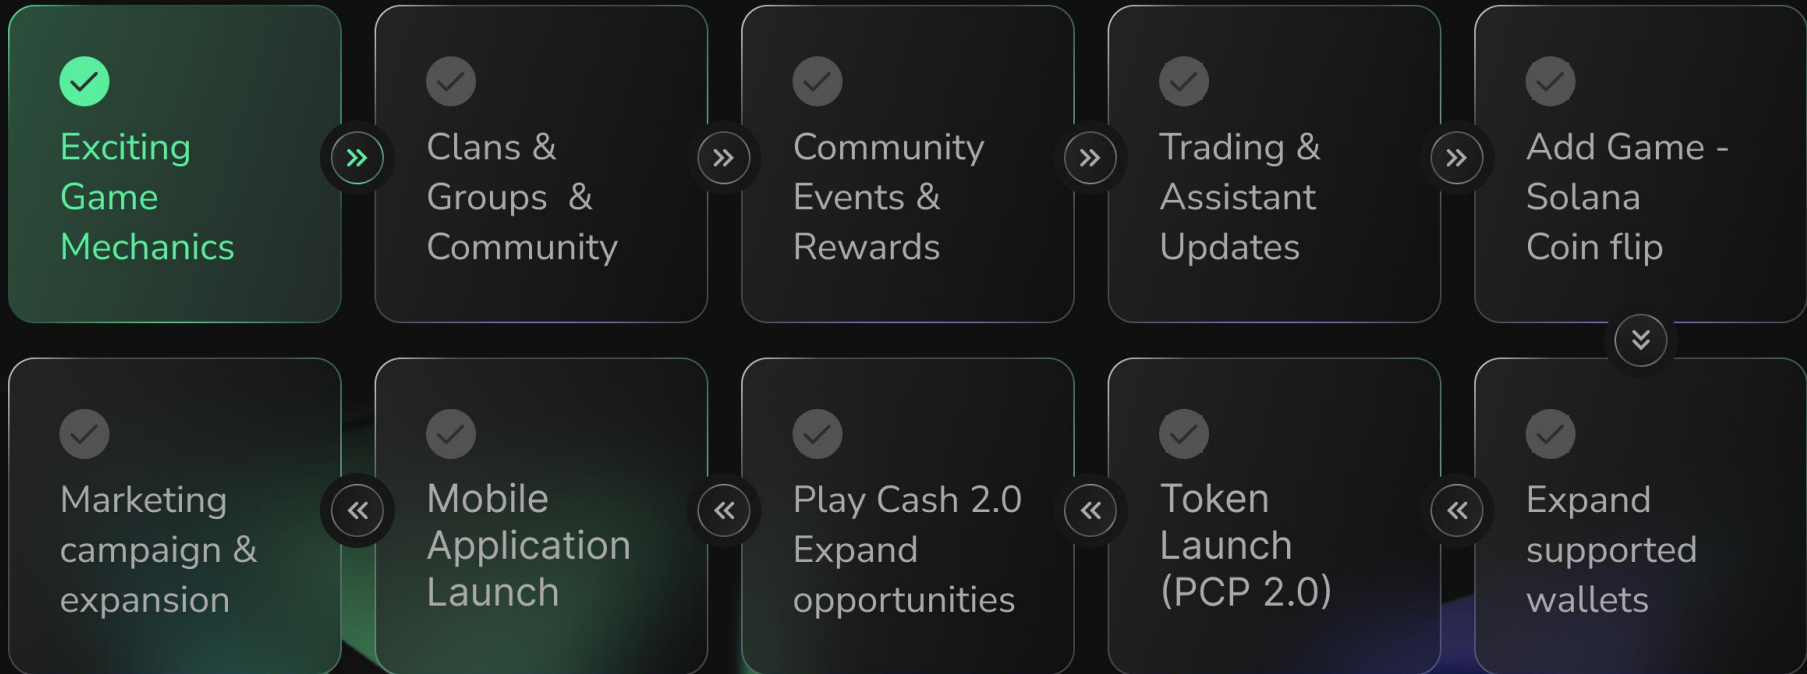 Exciting
Game
Mechanics
Clans &
Groups  &
Community
Community
Events &
Rewards
Trading &
Assistant
Updates
Add Game -
Solana
Coin flip
Expand
supported
wallets
Token
Launch
(PCP 2.0)
Play Cash 2.0
Expand
opportunities
Mobile
Application
Launch
Marketing
campaign &
expansion